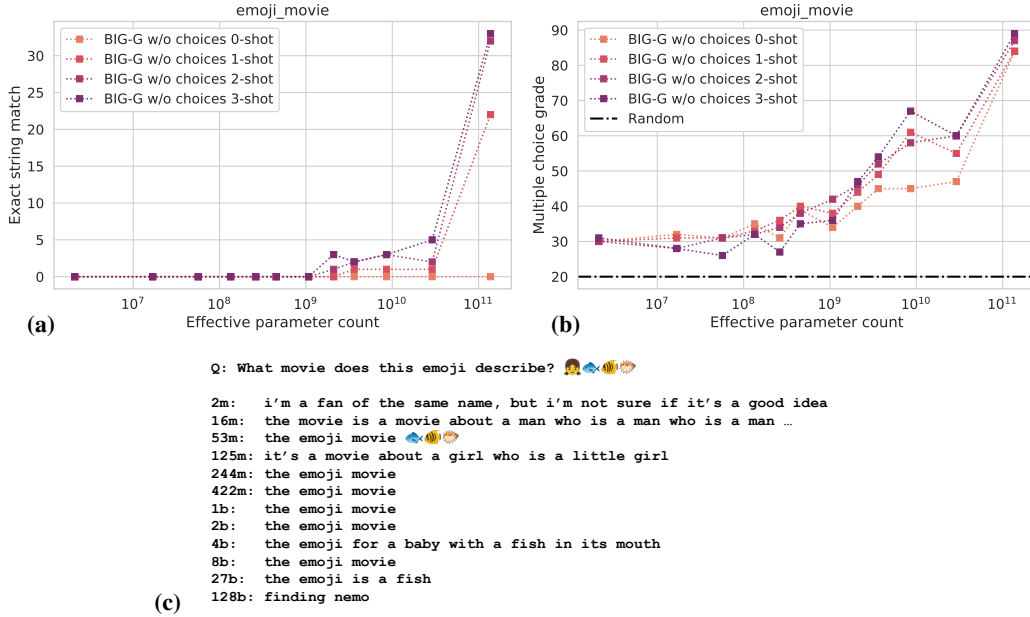 emoji_movie
Exact string match
30
25
20
15
10
5
0
BIG-G w/o choices 0-shot
BIG-G w/o choices 1-shot
BIG-G w/o choices 2-shot
BIG-G w/o choices 3-shot
10^7 10^8 10^9 10^10 10^11
Effective parameter count
(a)
emoji_movie
Multiple choice grade
90
80
70
60
50
40
30
20
BIG-G w/o choices 0-shot
BIG-G w/o choices 1-shot
BIG-G w/o choices 2-shot
BIG-G w/o choices 3-shot
Random
10^7 10^8 10^9 10^10 10^11
Effective parameter count
(b)
Q: What movie does this emoji describe? 👧🐟🐠🐡
2m: i'm a fan of the same name, but i'm not sure if it's a good idea
16m: the movie is a movie about a man who is a man who is a man …
53m: the emoji movie 🐟🐠🐡
125m: it's a movie about a girl who is a little girl
244m: the emoji movie
422m: the emoji movie
1b: the emoji movie
2b: the emoji movie
4b: the emoji for a baby with a fish in its mouth
8b: the emoji movie
27b: the emoji is a fish
128b: finding nemo
(c)